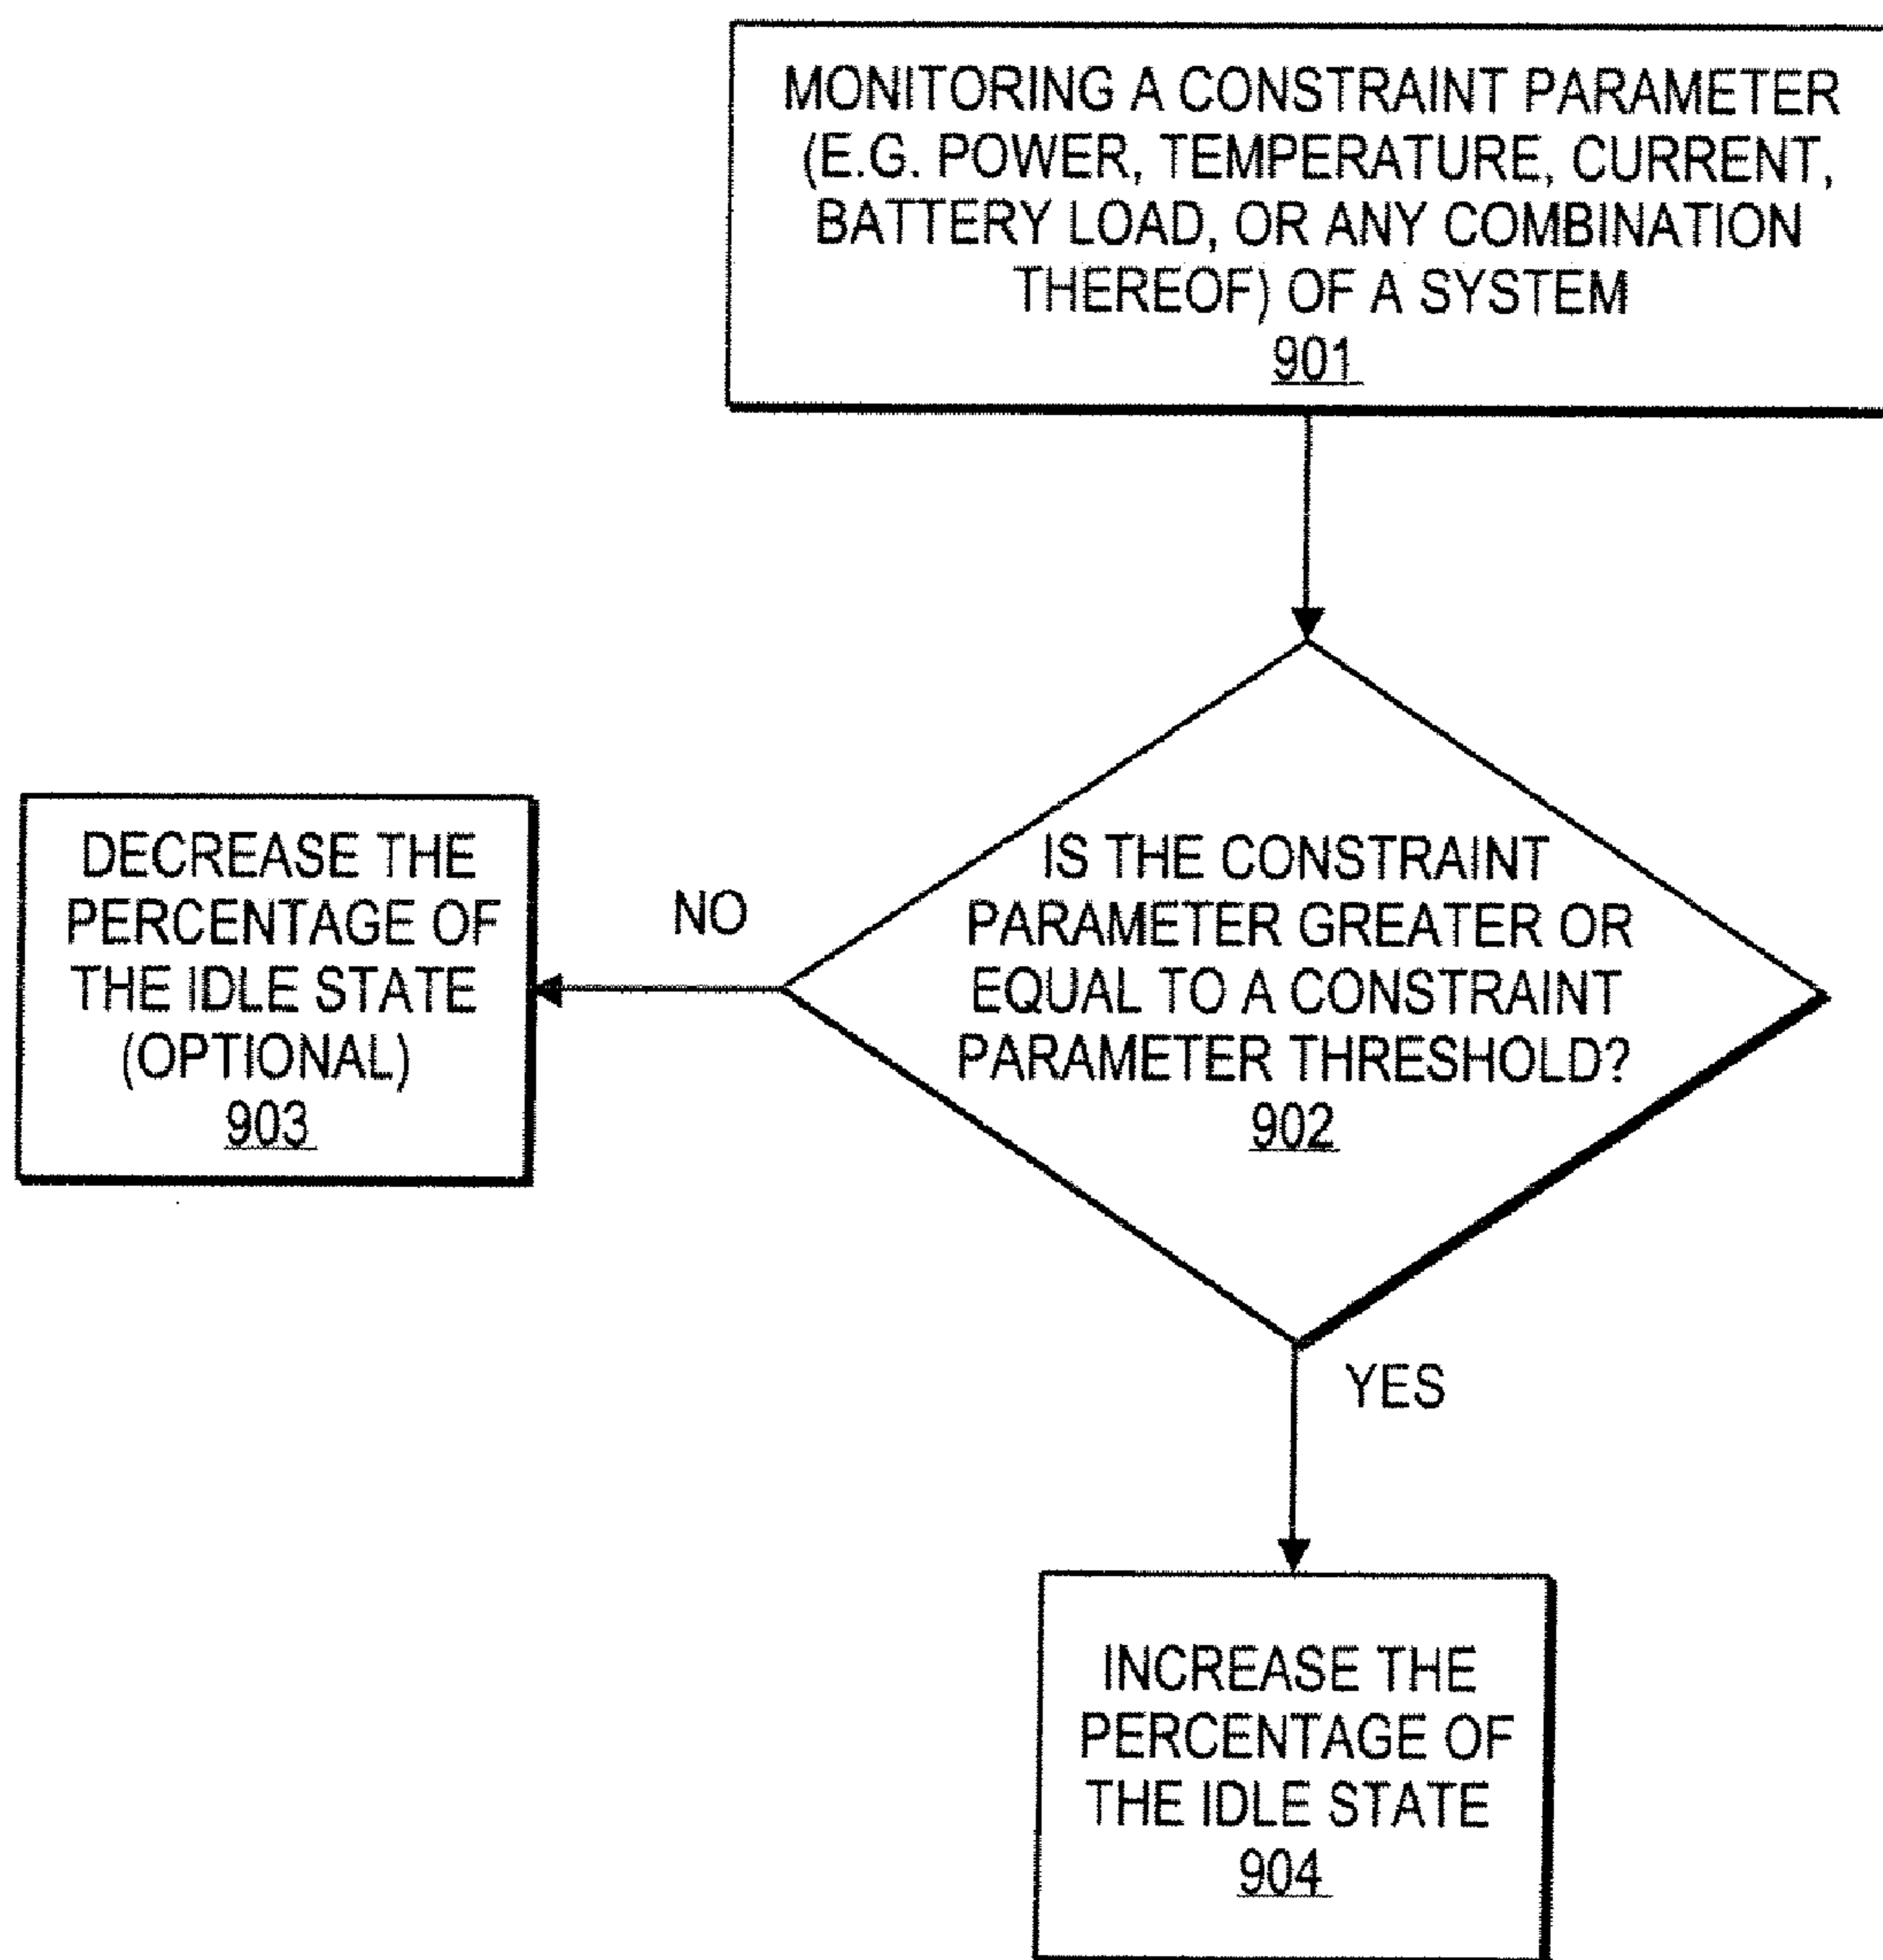 MONITORING A CONSTRAINT PARAMETER
(E.G. POWER, TEMPERATURE, CURRENT,
BATTERY LOAD, OR ANY COMBINATION
THEREOF) OF A SYSTEM
901
IS THE CONSTRAINT
PARAMETER GREATER OR
EQUAL TO A CONSTRAINT
PARAMETER THRESHOLD?
902
NO
DECREASE THE
PERCENTAGE OF
THE IDLE STATE
(OPTIONAL)
903
YES
INCREASE THE
PERCENTAGE OF
THE IDLE STATE
904